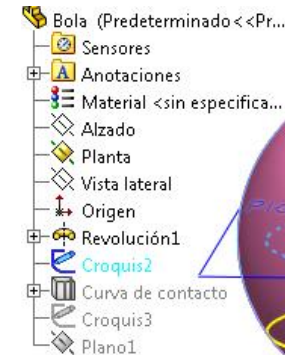 Bola (Predeterminado<<Pr...
Sensores
Anotaciones
Material <sin especifica...
Alzado
Planta
Vista lateral
Origen
Revolución1
Croquis2
Curva de contacto
Croquis3
Plano1